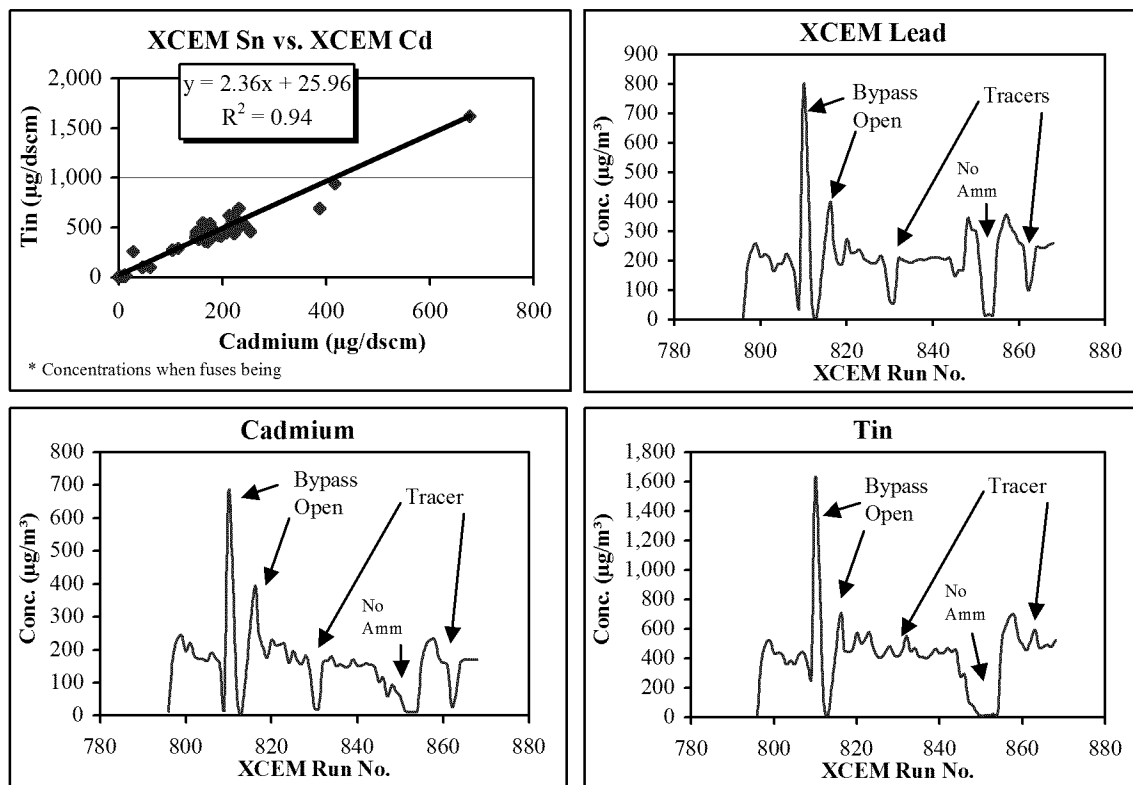 XCEM Sn vs. XCEM Cd
y = 2.36x + 25.96
R² = 0.94
Tin (µg/dscm)
2,000
1,500
1,000
500
0
0 200 400 600 800
Cadmium (µg/dscm)
* Concentrations when fuses being
XCEM Lead
Conc. (µg/m³)
900
800
700
600
500
400
300
200
100
0
Bypass
Open
Tracers
No
Amm
780 800 820 840 860 880
XCEM Run No.
Cadmium
Conc. (µg/m³)
800
700
600
500
400
300
200
100
0
Bypass
Open
Tracer
No
Amm
780 800 820 840 860 880
XCEM Run No.
Tin
Conc. (µg/m³)
1,800
1,600
1,400
1,200
1,000
800
600
400
200
0
Bypass
Open
Tracer
No
Amm
780 800 820 840 860 880
XCEM Run No.